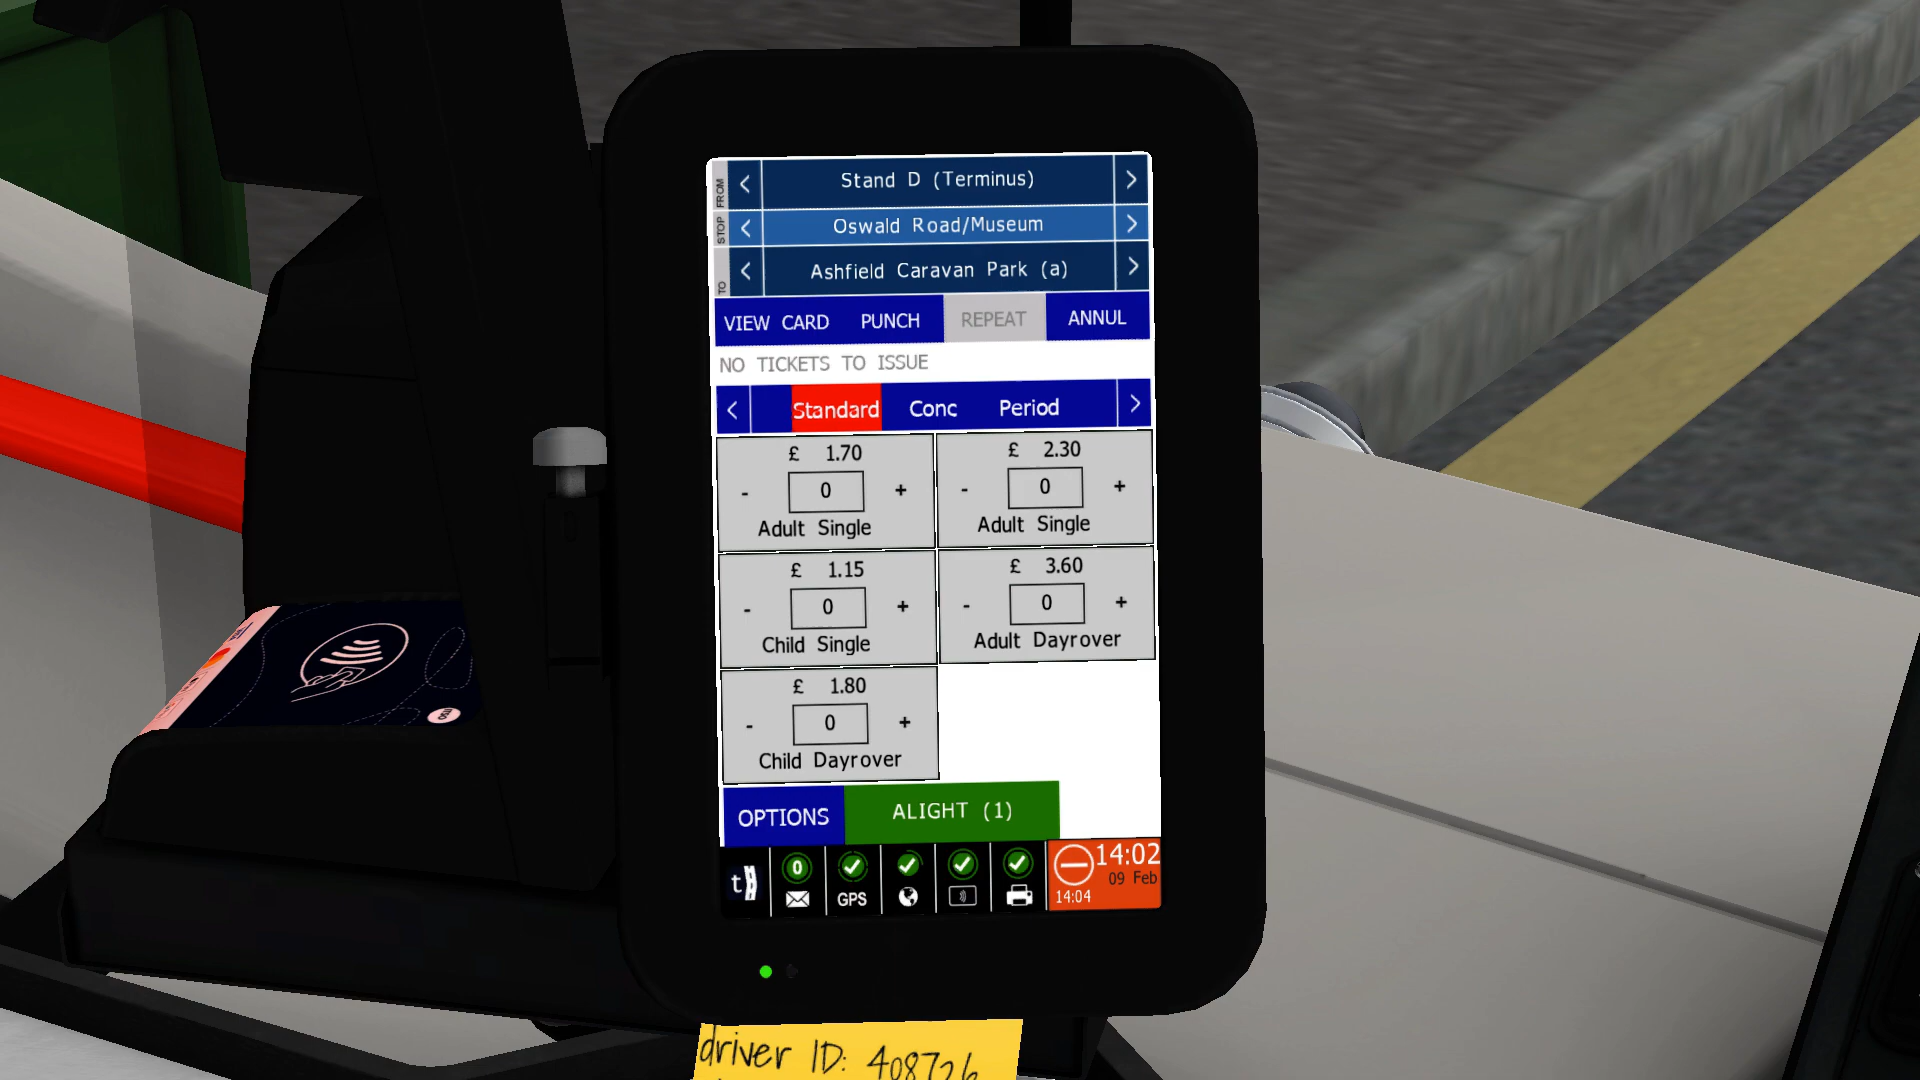 FROM
< Stand D (Terminus) >
STOP
< Oswald Road/Museum >
TO
< Ashfield Caravan Park (a) >
VIEW CARD PUNCH REPEAT ANNUL
NO TICKETS TO ISSUE
< Standard Conc Period >
£ 1.70
- 0 +
Adult Single
£ 2.30
- 0 +
Adult Single
£ 1.15
- 0 +
Child Single
£ 3.60
- 0 +
Adult Dayrover
£ 1.80
- 0 +
Child Dayrover
OPTIONS ALIGHT (1)
t
0
GPS
14:02
09 Feb
14:04
driver ID: 408726